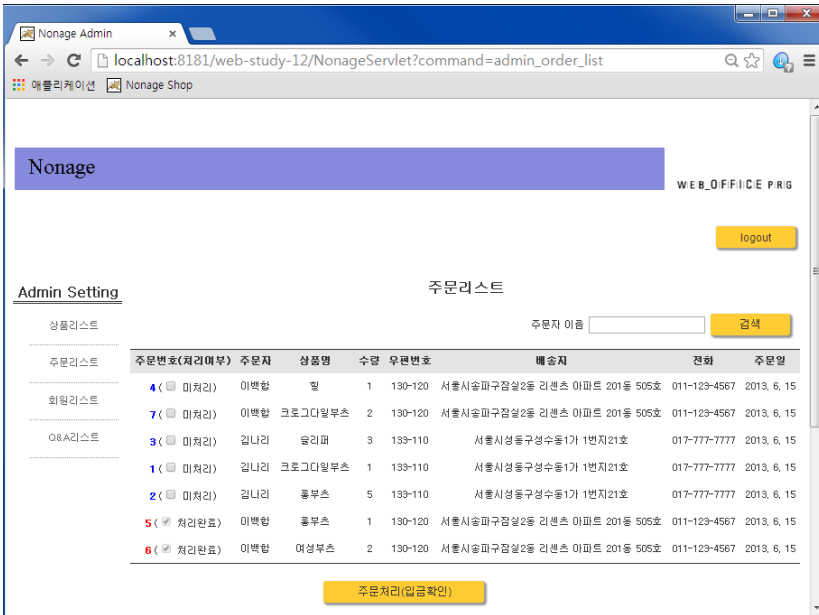 Nonage Admin
localhost:8181/web-study-12/NonageServlet?command=admin_order_list
애플리케이션 Nonage Shop
Nonage
WEB_OFFICE PRG
logout
Admin Setting
주문리스트
상품리스트
주문자 이름 검색
주문리스트
회원리스트
Q&A리스트
주문번호(처리여부) 주문자 상품명 수량 우편번호 배송지 전화 주문일
4 ( 미처리) 이백합 힐 1 130-120 서울시송파구잠실2동 리센츠 아파트 201동 505호 011-123-4567 2013, 6, 15
7 ( 미처리) 이백합 크로그다일부츠 2 130-120 서울시송파구잠실2동 리센츠 아파트 201동 505호 011-123-4567 2013, 6, 15
3 ( 미처리) 김나리 슬리퍼 3 133-110 서울시성동구성수동1가 1번지21호 017-777-7777 2013, 6, 15
1 ( 미처리) 김나리 크로그다일부츠 1 133-110 서울시성동구성수동1가 1번지21호 017-777-7777 2013, 6, 15
2 ( 미처리) 김나리 롱부츠 5 133-110 서울시성동구성수동1가 1번지21호 017-777-7777 2013, 6, 15
5 ( 처리완료) 이백합 롱부츠 1 130-120 서울시송파구잠실2동 리센츠 아파트 201동 505호 011-123-4567 2013, 6, 15
6 ( 처리완료) 이백합 여성부츠 2 130-120 서울시송파구잠실2동 리센츠 아파트 201동 505호 011-123-4567 2013, 6, 15
주문처리(입금확인)